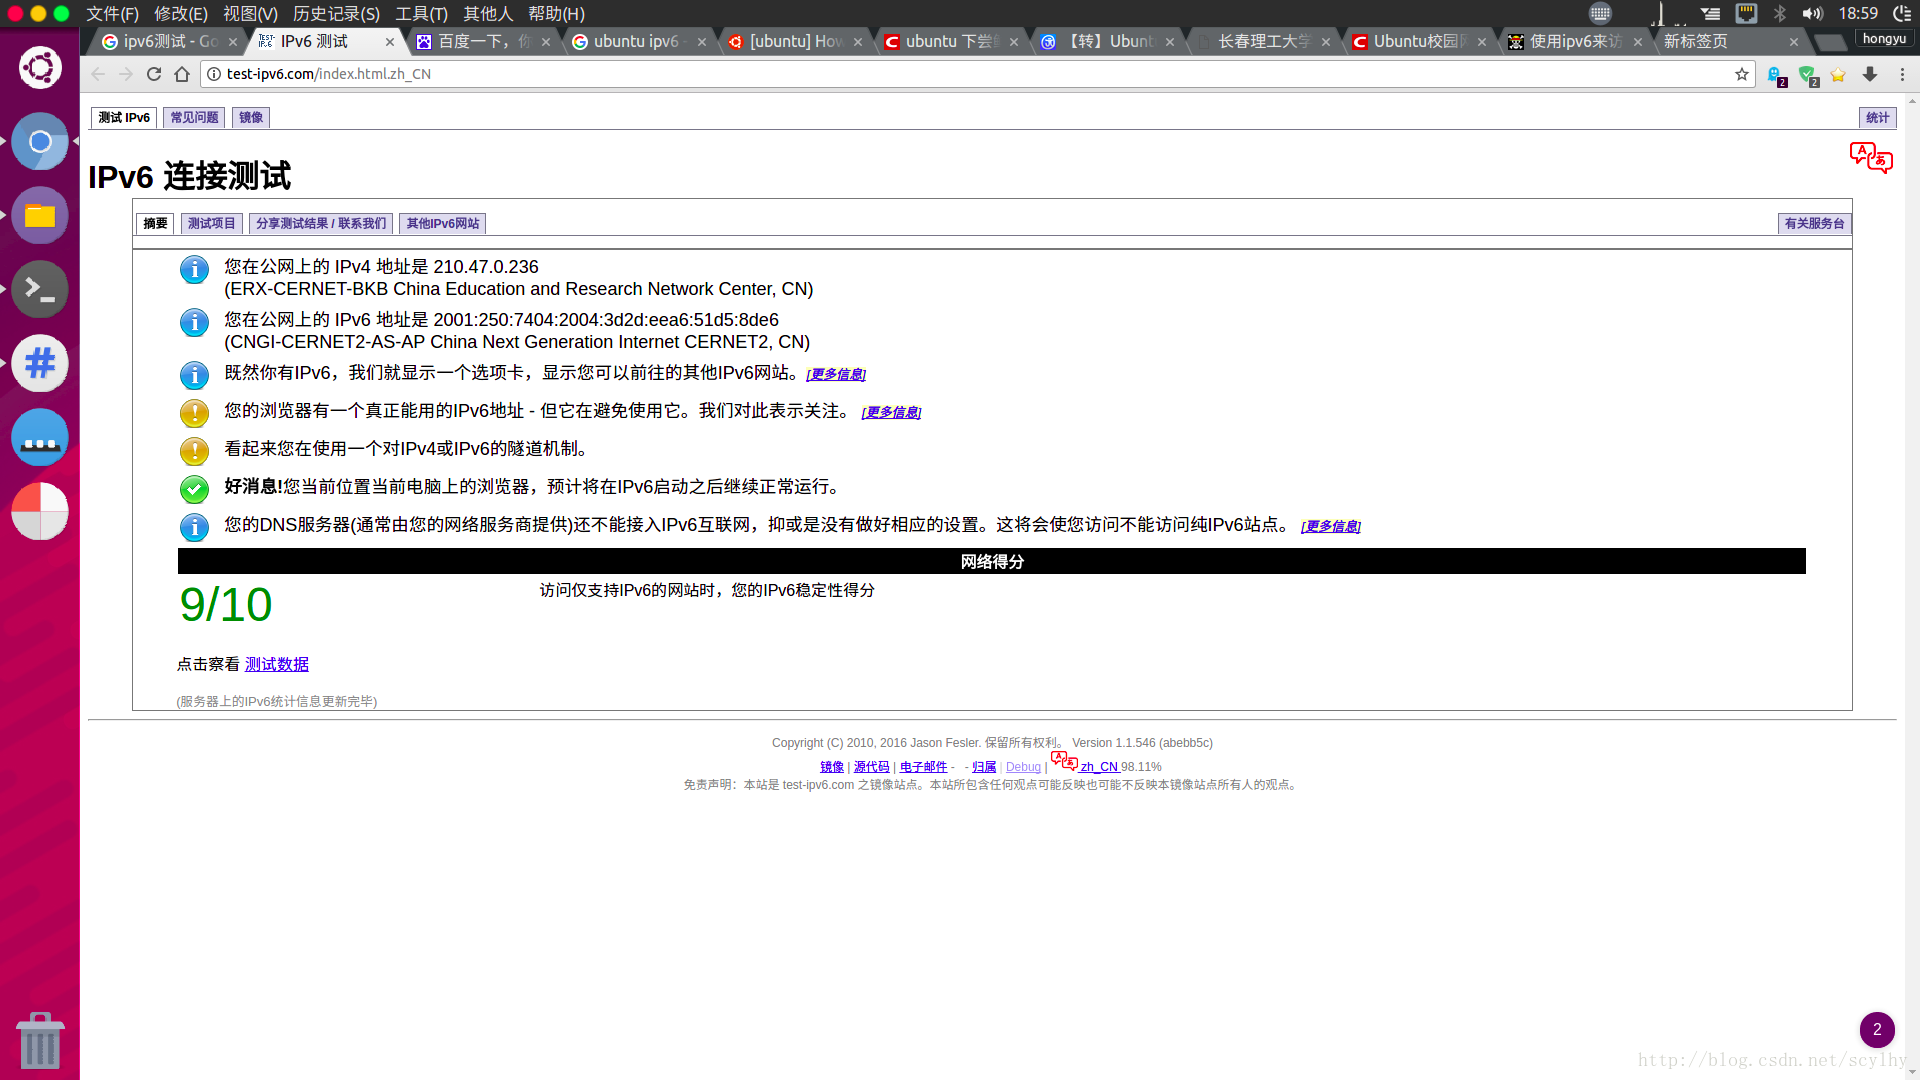 文件(F) 修改(E) 视图(V) 历史记录(S) 工具(T) 其他人 帮助(H)
18:59
ipv6测试 - Go
IPv6 测试
百度一下，你
ubuntu ipv6 -
[ubuntu] How
ubuntu 下尝
【转】Ubunt
长春理工大学
Ubuntu校园网
使用ipv6来访
新标签页
hongyu
test-ipv6.com/index.html.zh_CN
2
2
测试 IPv6 常见问题 镜像 统计
IPv6 连接测试
摘要 测试项目 分享测试结果 / 联系我们 其他IPv6网站 有关服务台
您在公网上的 IPv4 地址是 210.47.0.236
(ERX-CERNET-BKB China Education and Research Network Center, CN)
您在公网上的 IPv6 地址是 2001:250:7404:2004:3d2d:eea6:51d5:8de6
(CNGI-CERNET2-AS-AP China Next Generation Internet CERNET2, CN)
既然你有IPv6，我们就显示一个选项卡，显示您可以前往的其他IPv6网站。[更多信息]
您的浏览器有一个真正能用的IPv6地址 - 但它在避免使用它。我们对此表示关注。 [更多信息]
看起来您在使用一个对IPv4或IPv6的隧道机制。
好消息!您当前位置当前电脑上的浏览器，预计将在IPv6启动之后继续正常运行。
您的DNS服务器(通常由您的网络服务商提供)还不能接入IPv6互联网，抑或是没有做好相应的设置。这将会使您访问不能访问纯IPv6站点。 [更多信息]
网络得分
9/10 访问仅支持IPv6的网站时，您的IPv6稳定性得分
点击察看 测试数据
(服务器上的IPv6统计信息更新完毕)
Copyright (C) 2010, 2016 Jason Fesler. 保留所有权利。 Version 1.1.546 (abebb5c)
镜像 | 源代码 | 电子邮件 - - 归属 | Debug | zh_CN 98.11%
免责声明：本站是 test-ipv6.com 之镜像站点。本站所包含任何观点可能反映也可能不反映本镜像站点所有人的观点。
2
http://blog.csdn.net/scylhy